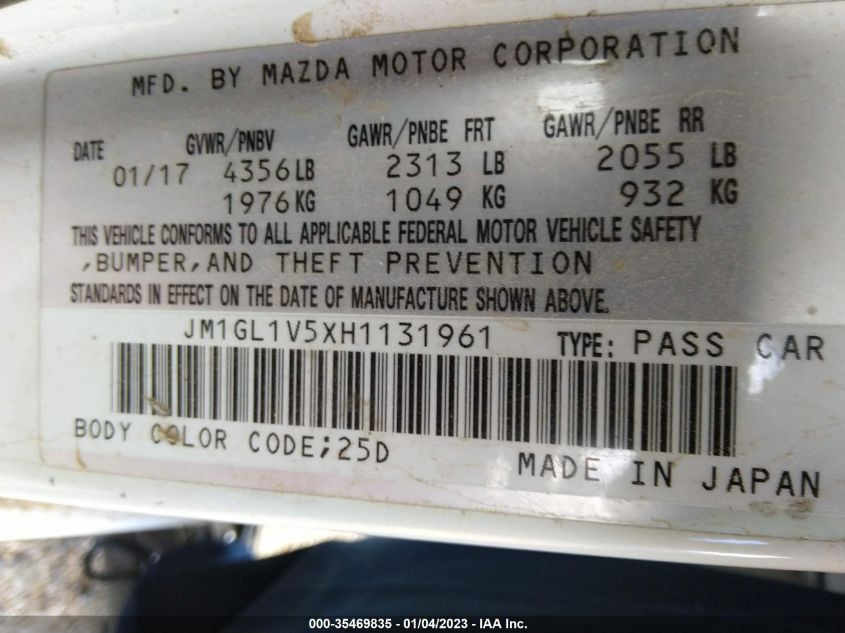 MFD. BY MAZDA MOTOR CORPORATION
DATE GVWR/PNBV GAWR/PNBE FRT GAWR/PNBE RR
01/17 4356LB 2313 LB 2055 LB
1976KG 1049 KG 932 KG
THIS VEHICLE CONFORMS TO ALL APPLICABLE FEDERAL MOTOR VEHICLE SAFETY
,BUMPER,AND THEFT PREVENTION
STANDARDS IN EFFECT ON THE DATE OF MANUFACTURE SHOWN ABOVE.
JM1GL1V5XH1131961 TYPE: PASS CAR
BODY COLOR CODE;25D
MADE IN JAPAN
000-35469835 - 01/04/2023 - IAA Inc.